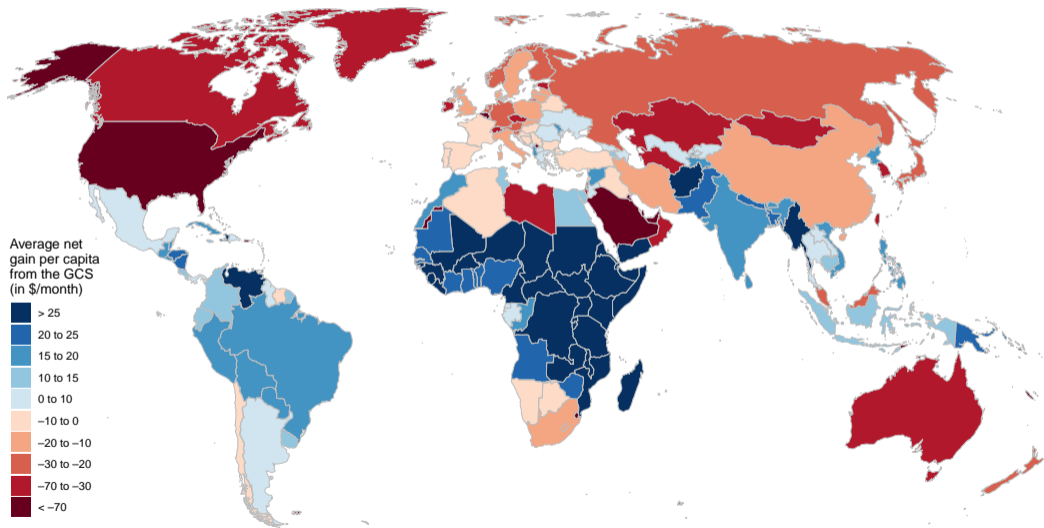 Average net
gain per capita
from the GCS
(in $/month)
> 25
20 to 25
15 to 20
10 to 15
0 to 10
−10 to 0
−20 to −10
−30 to −20
−70 to −30
< −70